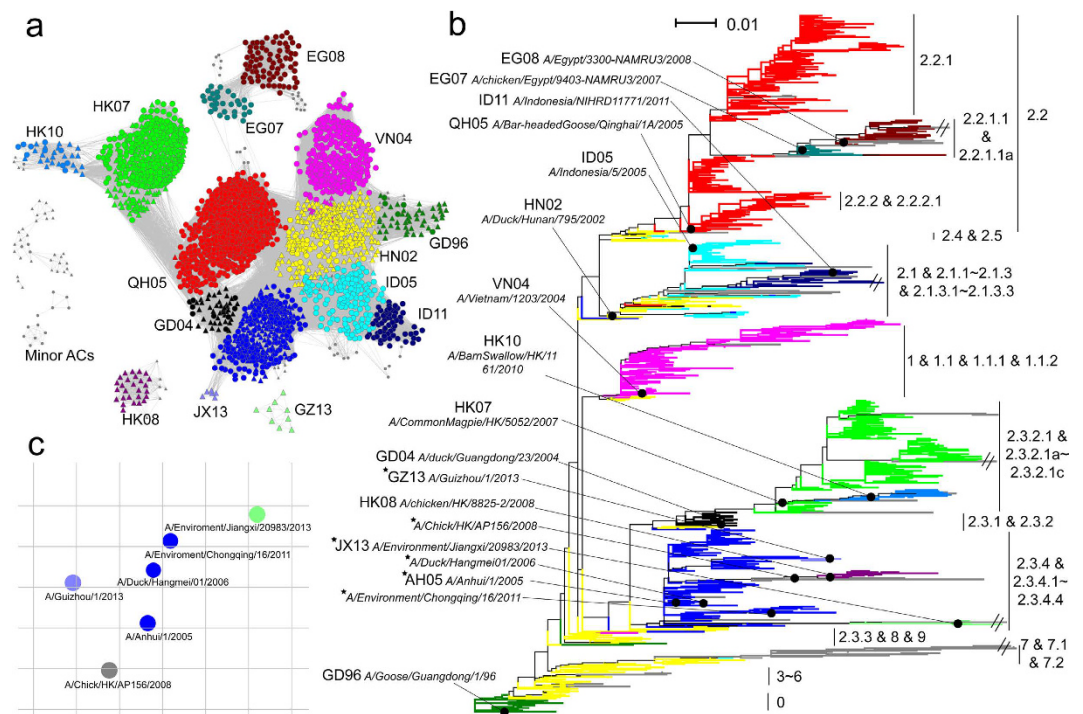 a
EG08
HK07
EG07
HK10
VN04
GD96
HN02
QH05
ID05
GD04
ID11
Minor ACs
HK08
JX13
GZ13
b
0.01
EG08 A/Egypt/3300-NAMRU3/2008
EG07 A/chicken/Egypt/9403-NAMRU3/2007
ID11 A/Indonesia/NIHRD11771/2011
QH05 A/Bar-headedGoose/Qinghai/1A/2005
ID05
A/Indonesia/5/2005
HN02
A/Duck/Hunan/795/2002
VN04
A/Vietnam/1203/2004
HK10
A/BarnSwallow/HK/11
61/2010
HK07
A/CommonMagpie/HK/5052/2007
GD04 A/duck/Guangdong/23/2004
★GZ13 A/Guizhou/1/2013
HK08 A/chicken/HK/8825-2/2008
★A/Chick/HK/AP156/2008
★JX13 A/Environment/Jiangxi/20983/2013
★A/Duck/Hangmei01/2006
★AH05 A/Anhui/1/2005
★A/Environment/Chongqing/16/2011
GD96 A/Goose/Guangdong/1/96
2.2.1
2.2
2.2.1.1
&
2.2.1.1a
2.2.2 & 2.2.2.1
2.4 & 2.5
2.1 & 2.1.1~2.1.3
& 2.1.3.1~2.1.3.3
1 & 1.1 & 1.1.1 & 1.1.2
2.3.2.1 &
2.3.2.1a~
2.3.2.1c
2.3.1 & 2.3.2
2.3.4 &
2.3.4.1~
2.3.4.4
2.3.3 & 8 & 9
7 & 7.1
& 7.2
3~6
0
c
A/Enviroment/Jiangxi/20983/2013
A/Enviroment/Chongqing/16/2011
A/Duck/Hangmei/01/2006
A/Guizhou/1/2013
A/Anhui/1/2005
A/Chick/HK/AP156/2008